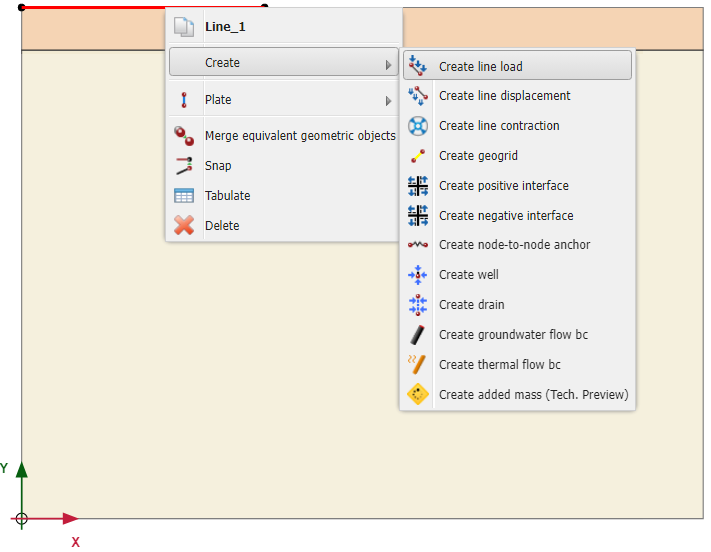 Line_1
Create
Plate
Merge equivalent geometric objects
Snap
Tabulate
Delete
Create line load
Create line displacement
Create line contraction
Create geogrid
Create positive interface
Create negative interface
Create node-to-node anchor
Create well
Create drain
Create groundwater flow bc
Create thermal flow bc
Create added mass (Tech. Preview)
Y
X